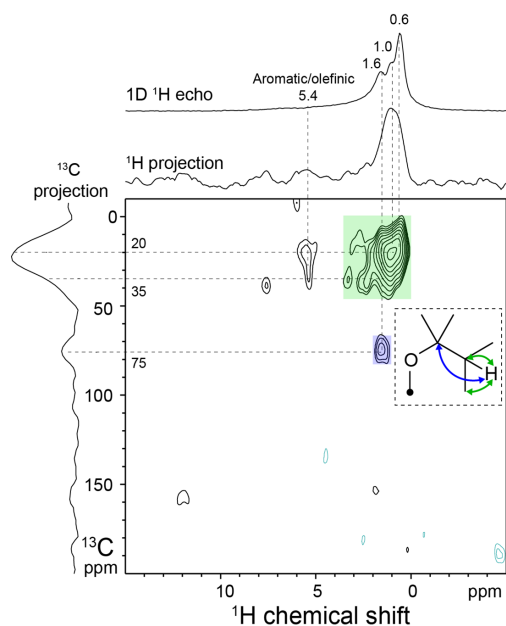 0.6
1.0
1.6
Aromatic/olefinic
5.4
1D ¹H echo
¹H projection
¹³C
projection
0
20
35
50
75
100
150
¹³C
ppm
O
H
10
5
0
ppm
¹H chemical shift